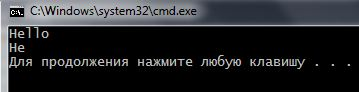 C:\Windows\system32\cmd.exe
Hello
He
Для продолжения нажмите любую клавишу . . .